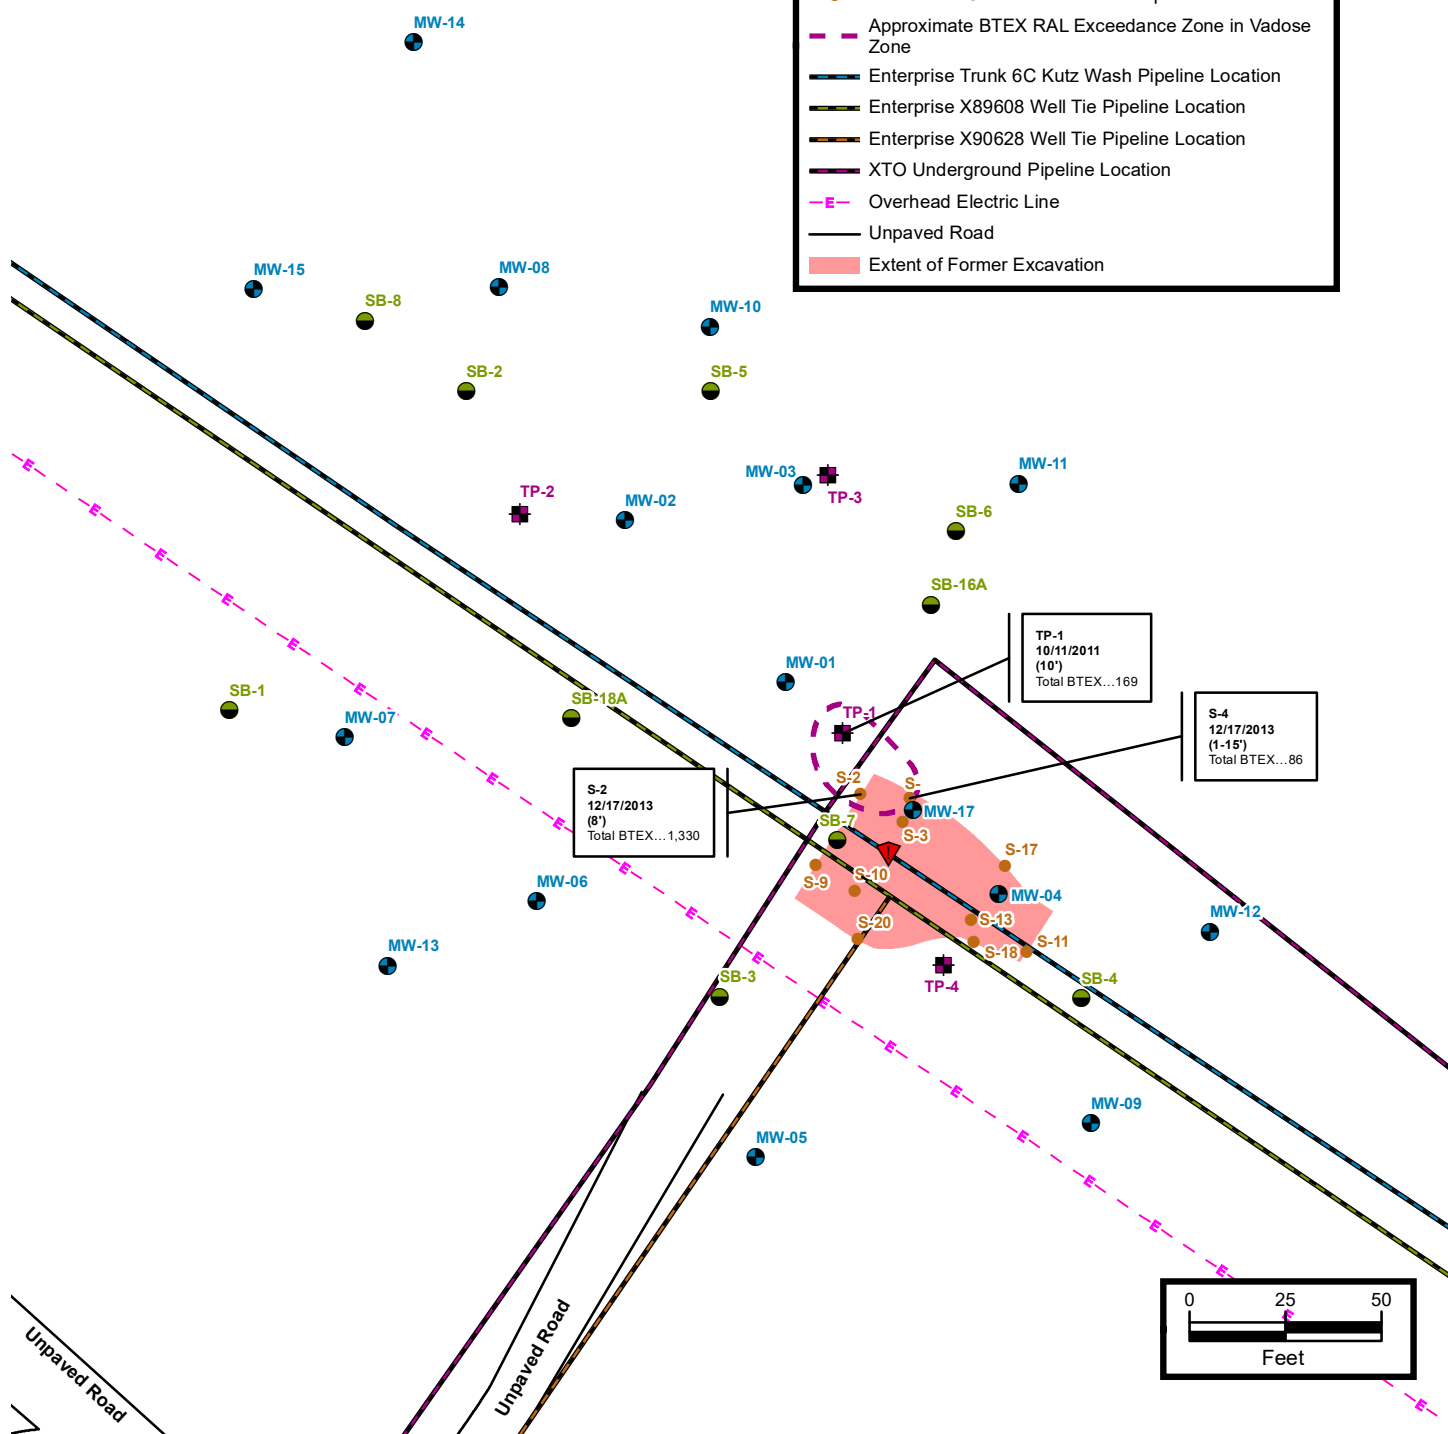 MW-14
Approximate BTEX RAL Exceedance Zone in Vadose
Zone
Enterprise Trunk 6C Kutz Wash Pipeline Location
Enterprise X89608 Well Tie Pipeline Location
Enterprise X90628 Well Tie Pipeline Location
XTO Underground Pipeline Location
E
Overhead Electric Line
Unpaved Road
Extent of Former Excavation
MW-15
MW-08
SB-8
MW-10
SB-2
SB-5
E
MW-03
TP-3
MW-11
TP-2
MW-02
E
SB-6
E
SB-16A
E
E
TP-1
10/11/2011
(10')
Total BTEX...169
MW-01
SB-1
E
SB-18A
MW-07
TP-1
S-4
12/17/2013
(1-15')
Total BTEX...86
E
E
S-2
12/17/2013
(8')
Total BTEX...1,330
S-2
S-
MW-17
SB-7
E
S-3
S-17
E
S-9
S-10
MW-06
MW-04
E
S-20
S-13
MW-12
MW-13
S-18
S-11
E
SB-3
TP-4
SB-4
E
E
E
MW-09
MW-05
E
E
E
E
0 25 50
E
Feet
Unpaved Road
Unpaved Road
E